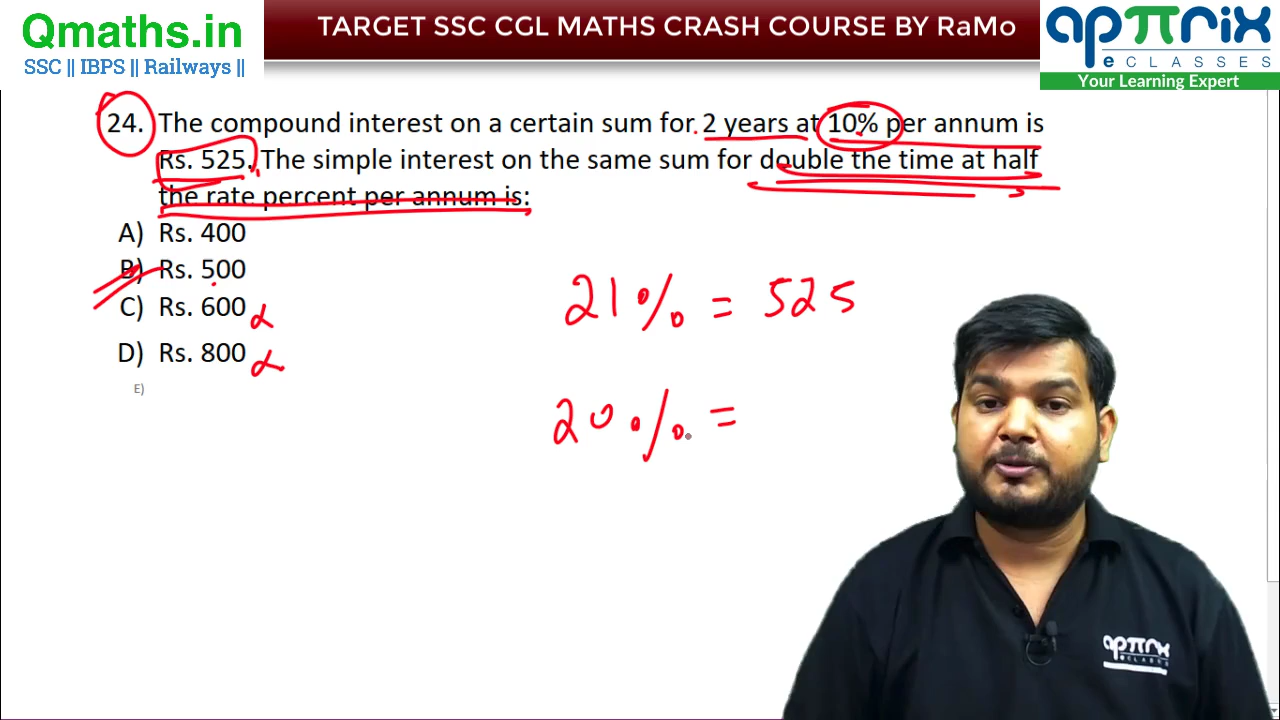 Qmaths.in
SSC || IBPS || Railways ||
TARGET SSC CGL MATHS CRASH COURSE BY RaMo
apπrix
eCLASSES
Your Learning Expert
24. The compound interest on a certain sum for 2 years at 10% per annum is
Rs. 525. The simple interest on the same sum for double the time at half
the rate percent per annum is:
A) Rs. 400
B) Rs. 500
C) Rs. 600
D) Rs. 800
E)
21% = 525
20% =
apπrix
eCLASSES